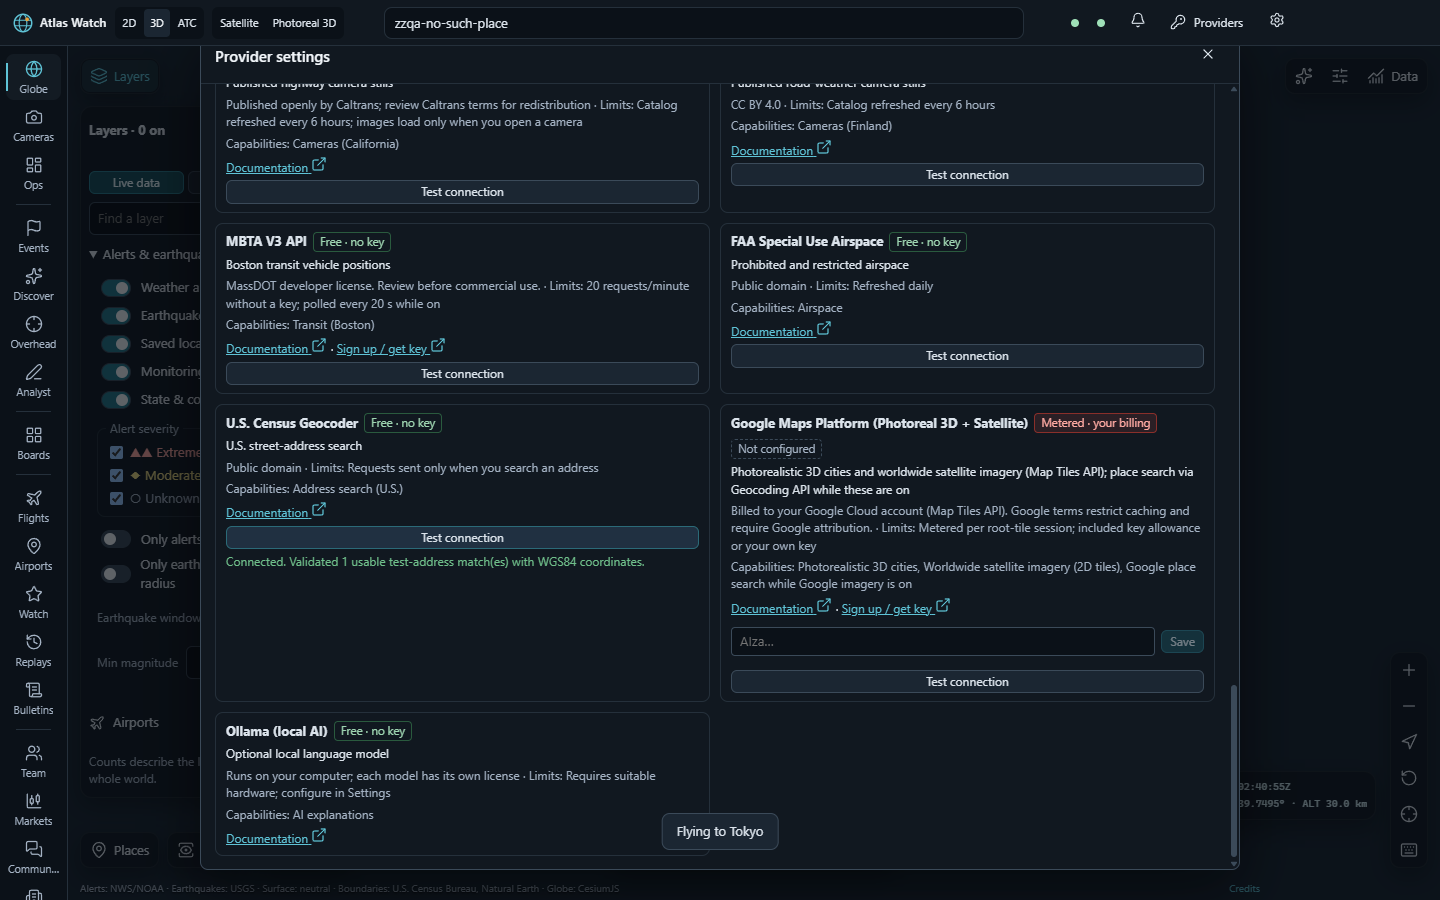 Atlas Watch
2D
3D
ATC
Satellite
Photoreal 3D
zzqa-no-such-place
Providers
Globe
Cameras
Ops
Events
Discover
Overhead
Analyst
Boards
Flights
Airports
Watch
Replays
Bulletins
Team
Markets
Commun...
Layers
Layers · 0 on
Live data
Find a layer
Alerts & earthqua
Weather a
Earthquak
Saved loca
Monitorin
State & co
Alert severity
Extreme
Moderate
Unknown
Only alerts
Only earth
radius
Earthquake window
Min magnitude
Airports
Counts describe the l
whole world.
Places
Provider settings
Published highway camera stills
Published openly by Caltrans; review Caltrans terms for redistribution · Limits: Catalog
refreshed every 6 hours; images load only when you open a camera
Capabilities: Cameras (California)
Documentation
Test connection
Published road weather camera stills
CC BY 4.0 · Limits: Catalog refreshed every 6 hours
Capabilities: Cameras (Finland)
Documentation
Test connection
MBTA V3 API
Free · no key
Boston transit vehicle positions
MassDOT developer license. Review before commercial use. · Limits: 20 requests/minute
without a key; polled every 20 s while on
Capabilities: Transit (Boston)
Documentation · Sign up / get key
Test connection
FAA Special Use Airspace
Free · no key
Prohibited and restricted airspace
Public domain · Limits: Refreshed daily
Capabilities: Airspace
Documentation
Test connection
U.S. Census Geocoder
Free · no key
U.S. street-address search
Public domain · Limits: Requests sent only when you search an address
Capabilities: Address search (U.S.)
Documentation
Test connection
Connected. Validated 1 usable test-address match(es) with WGS84 coordinates.
Google Maps Platform (Photoreal 3D + Satellite)
Metered · your billing
Not configured
Photorealistic 3D cities and worldwide satellite imagery (Map Tiles API); place search via
Geocoding API while these are on
Billed to your Google Cloud account (Map Tiles API). Google terms restrict caching and
require Google attribution. · Limits: Metered per root-tile session; included key allowance
or your own key
Capabilities: Photorealistic 3D cities, Worldwide satellite imagery (2D tiles), Google place
search while Google imagery is on
Documentation · Sign up / get key
AIza...
Save
Test connection
Ollama (local AI)
Free · no key
Optional local language model
Runs on your computer; each model has its own license · Limits: Requires suitable
hardware; configure in Settings
Capabilities: AI explanations
Documentation
Flying to Tokyo
Data
02:40:55Z
39.7495° · ALT 30.0 km
Alerts: NWS/NOAA · Earthquakes: USGS · Surface: neutral · Boundaries: U.S. Census Bureau, Natural Earth · Globe: CesiumJS
Credits